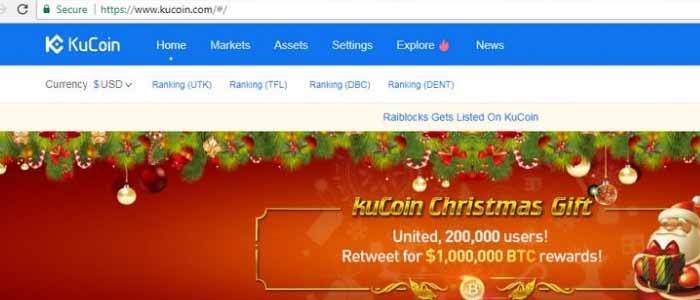 Secure https://www.kucoin.com/#/
KuCoin Home Markets Assets Settings Explore News
Currency $ USD Ranking (UTK) Ranking (TFL) Ranking (DBC) Ranking (DENT)
Raiblocks Gets Listed On KuCoin
kuCoin Christmas Gift
United, 200,000 users!
Retweet for $1,000,000 BTC rewards!